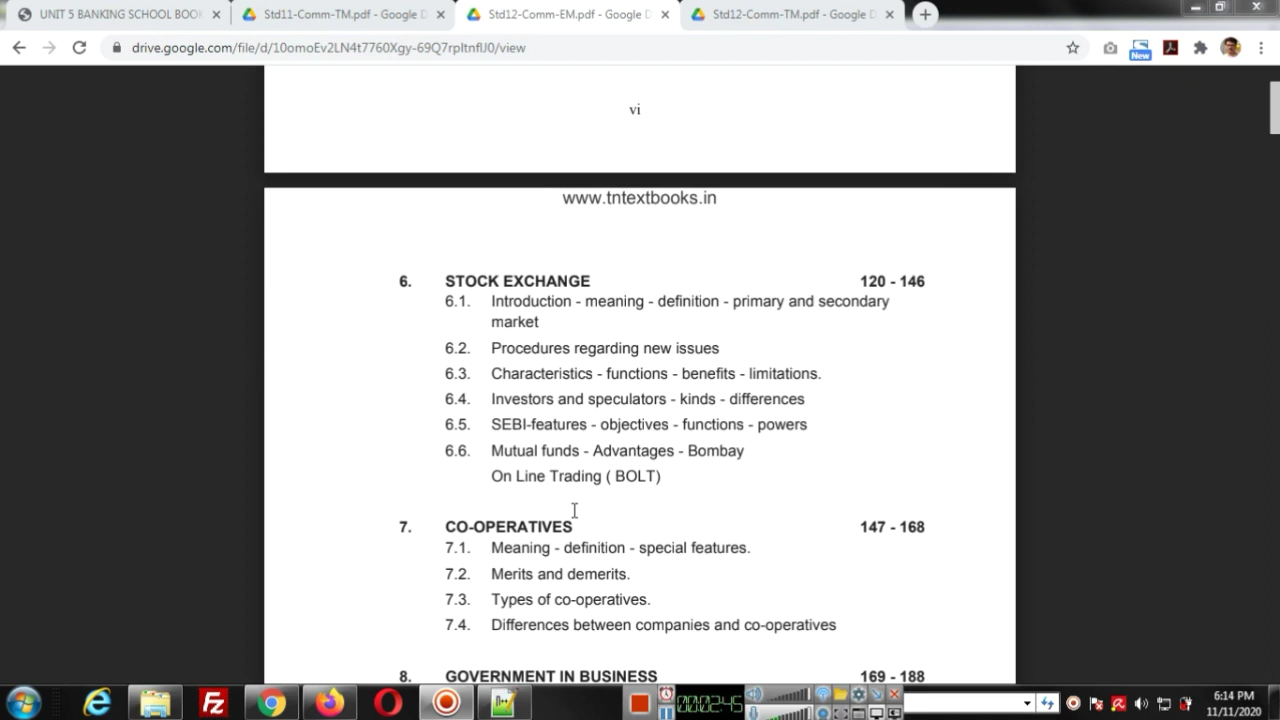 UNIT 5 BANKING SCHOOL BOOK
Std11-Comm-TM.pdf - Google D
Std12-Comm-EM.pdf - Google D
Std12-Comm-TM.pdf - Google D
drive.google.com/file/d/10omoEv2LN4t7760Xgy-69Q7rpltnflJ0/view
New
vi
www.tntextbooks.in
6. STOCK EXCHANGE 120 - 146
6.1. Introduction - meaning - definition - primary and secondary
market
6.2. Procedures regarding new issues
6.3. Characteristics - functions - benefits - limitations.
6.4. Investors and speculators - kinds - differences
6.5. SEBI-features - objectives - functions - powers
6.6. Mutual funds - Advantages - Bombay
On Line Trading ( BOLT)
7. CO-OPERATIVES 147 - 168
7.1. Meaning - definition - special features.
7.2. Merits and demerits.
7.3. Types of co-operatives.
7.4. Differences between companies and co-operatives
8. GOVERNMENT IN BUSINESS 169 - 188
00:02:45
6:14 PM
11/11/2020